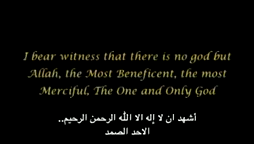 I bear witness that there is no god but
Allah, the Most Beneficent, the most
Merciful, The One and Only God
أشهد ان لا إله الا الله الرحمن الرحيم..
الاحد الصمد